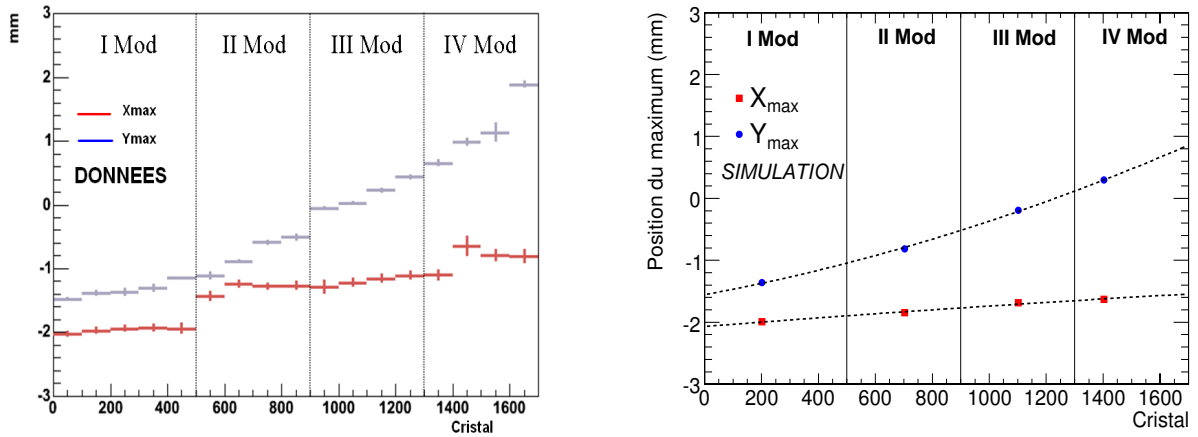 mm
3
2
1
0
-1
-2
-3
I Mod II Mod III Mod IV Mod
Xmax
Ymax
DONNEES
0 200 400 600 800 1000 1200 1400 1600
Cristal
Position du maximum (mm)
3
2
1
0
-1
-2
-3
I Mod II Mod III Mod IV Mod
Xmax
Ymax
SIMULATION
0 200 400 600 800 1000 1200 1400 1600
Cristal